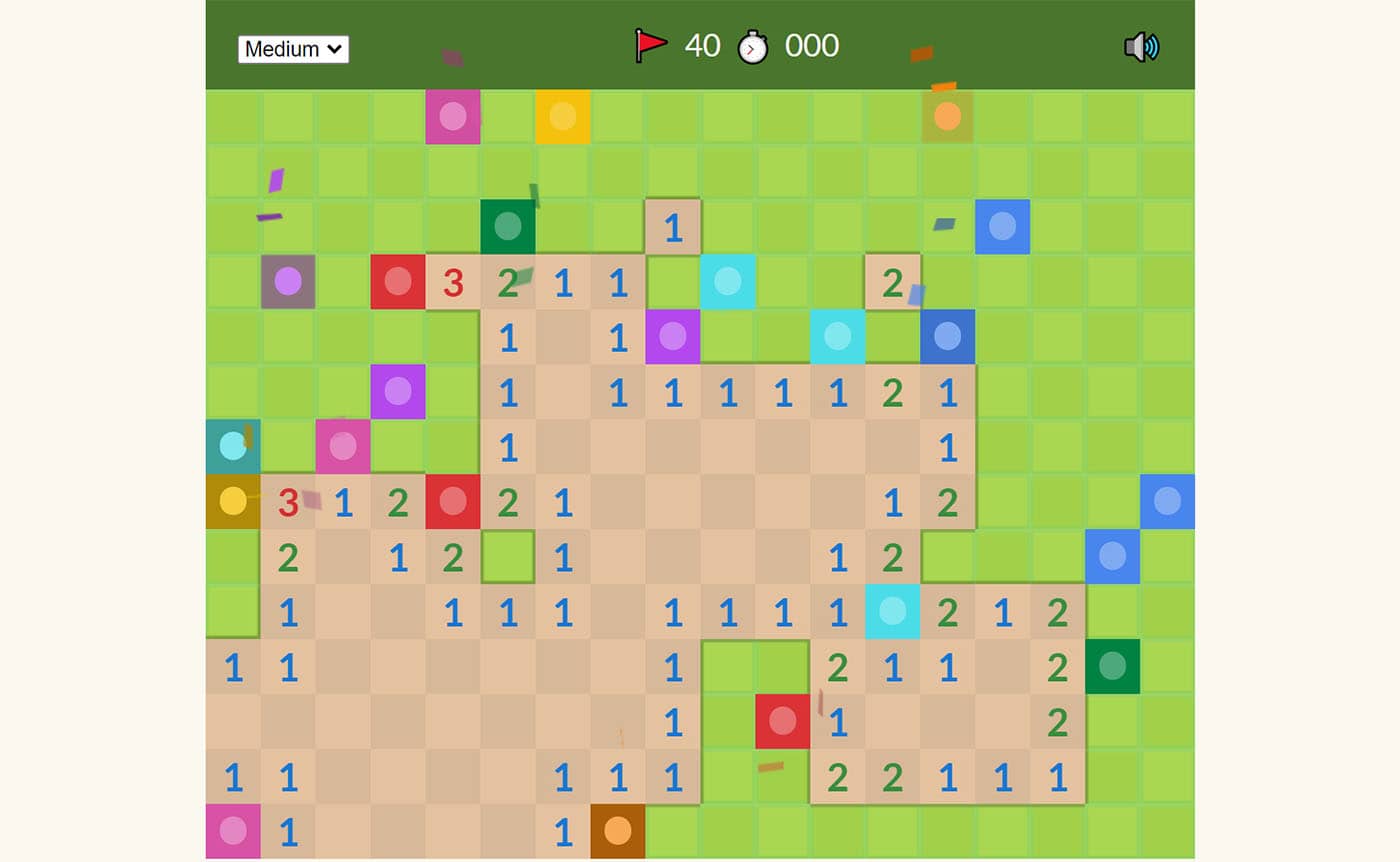 Medium 40 000
1
3 2 1 1 2
1 1
1 1 1 1 1 1 2 1
1 1
3 1 2 2 1 1 2
2 1 2 1 1 2
1 1 1 1 1 1 1 1 2 1 2
1 1 1 2 1 1 2
1 1 2
1 1 1 1 1 2 2 1 1 1
1 1